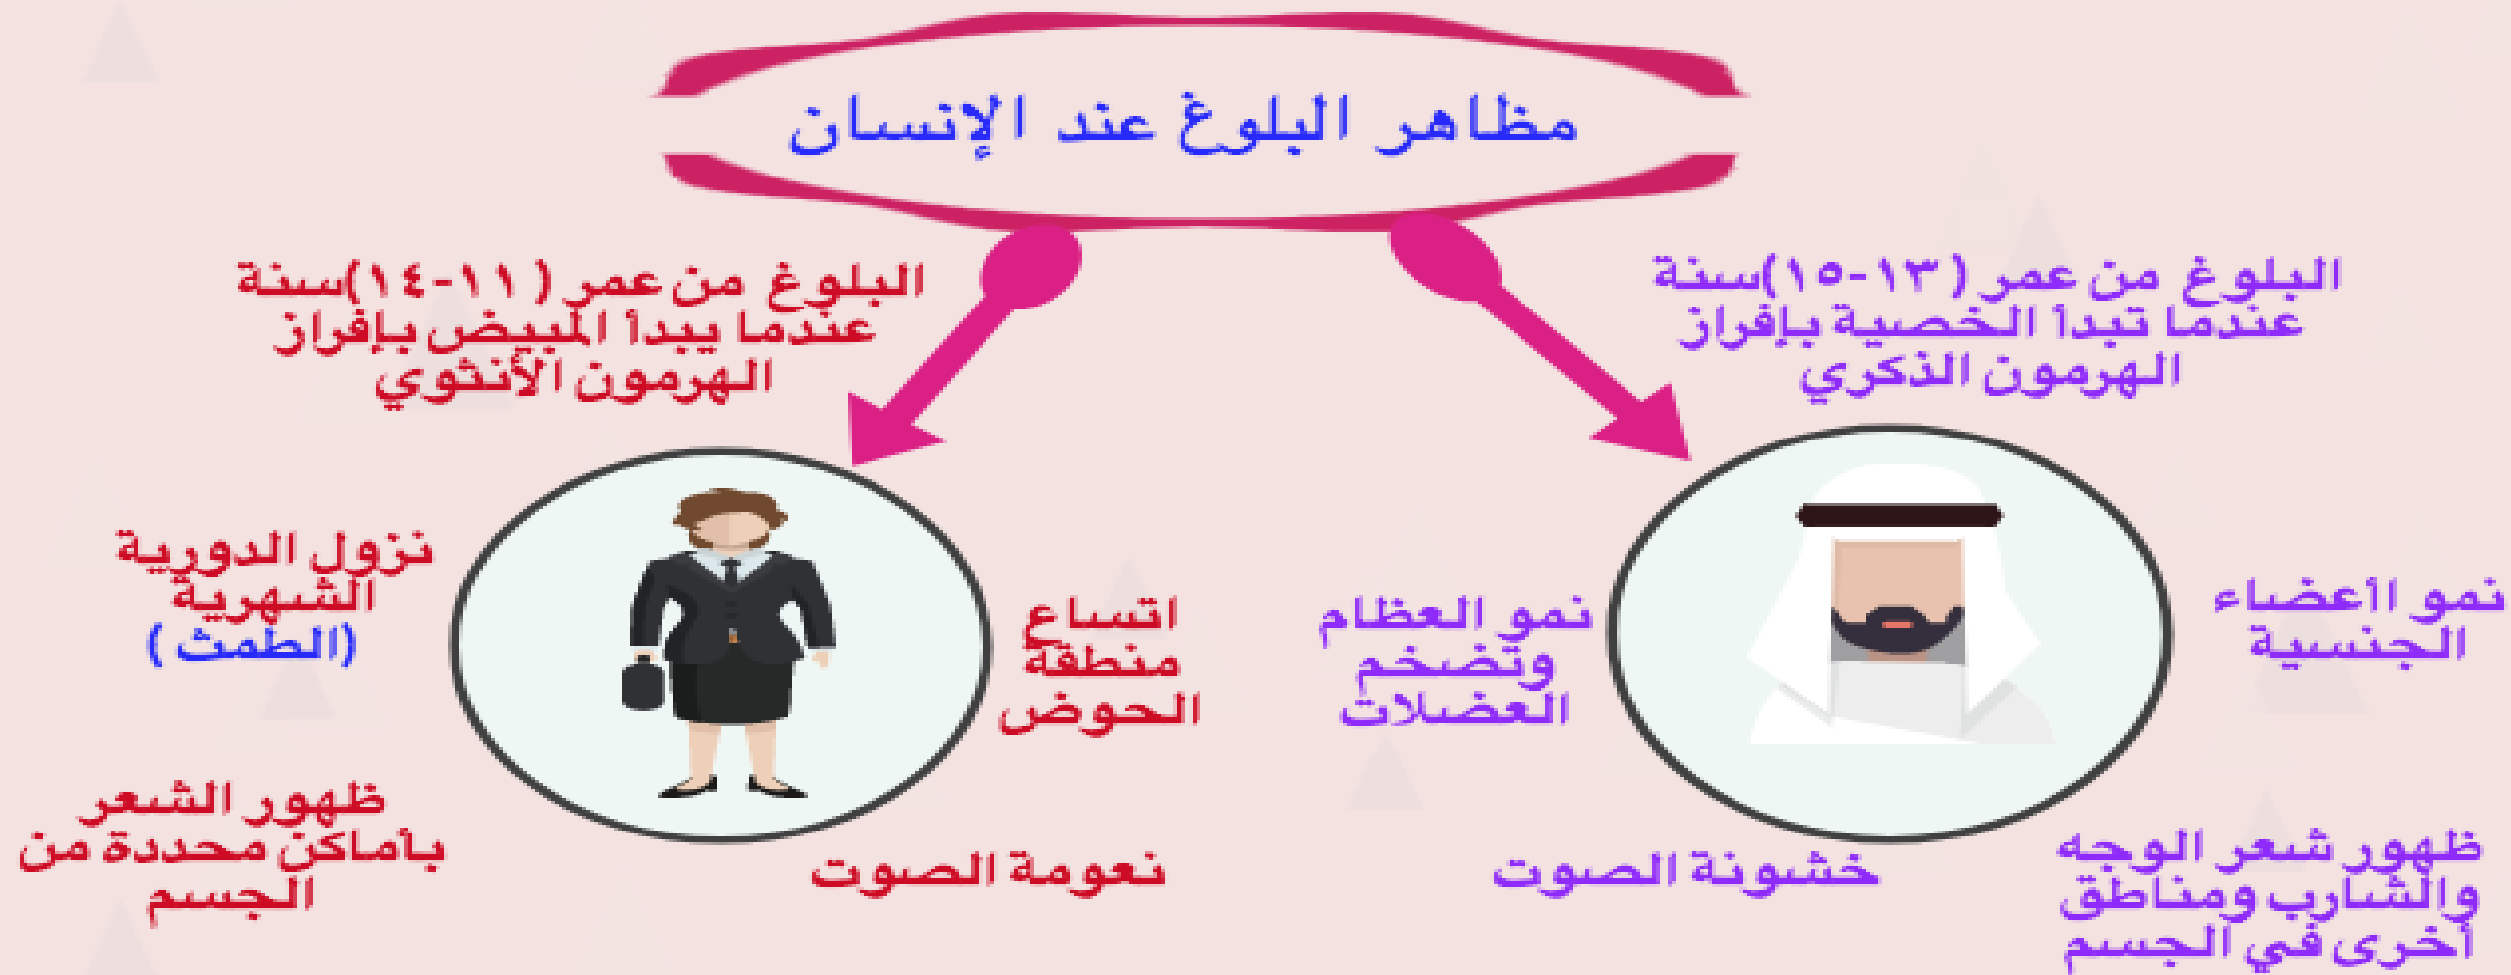 مظاهر البلوغ عند الإنسان
البلوغ من عمر (١٣-١٥)سنة
عندما تبدأ الخصية بإفراز
الهرمون الذكري
نمو اأعضاء
الجنسية
نمو العظام
وتضخم
العضلات
ظهور شعر الوجه
والشارب ومناطق
أخرى في الجسم
خشونة الصوت
البلوغ من عمر (١١-١٤)سنة
عندما يبدأ المبيض بإفراز
الهرمون الأنثوي
اتساع
منطقة
الحوض
نزول الدورية
الشهرية
(الطمث)
نعومة الصوت
ظهور الشعر
بأماكن محددة من
الجسم